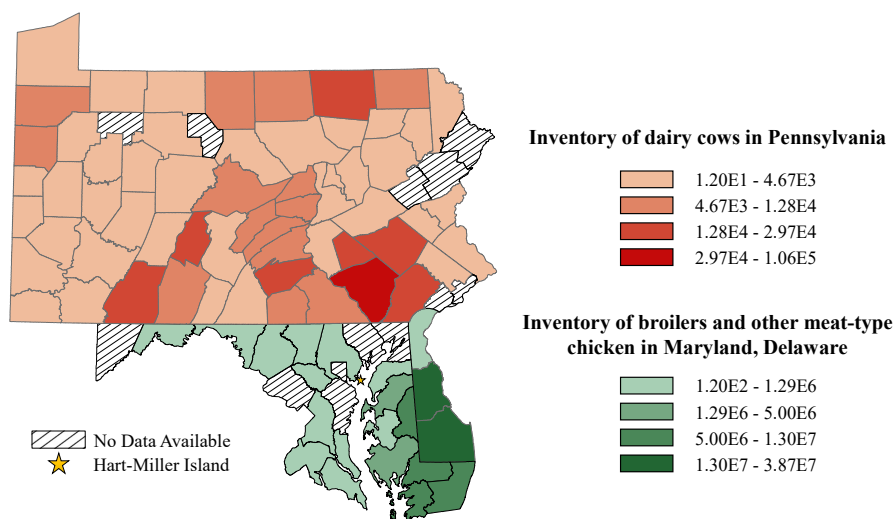 Inventory of dairy cows in Pennsylvania
1.20E1 - 4.67E3
4.67E3 - 1.28E4
1.28E4 - 2.97E4
2.97E4 - 1.06E5
Inventory of broilers and other meat-type
chicken in Maryland, Delaware
1.20E2 - 1.29E6
1.29E6 - 5.00E6
5.00E6 - 1.30E7
1.30E7 - 3.87E7
No Data Available
Hart-Miller Island